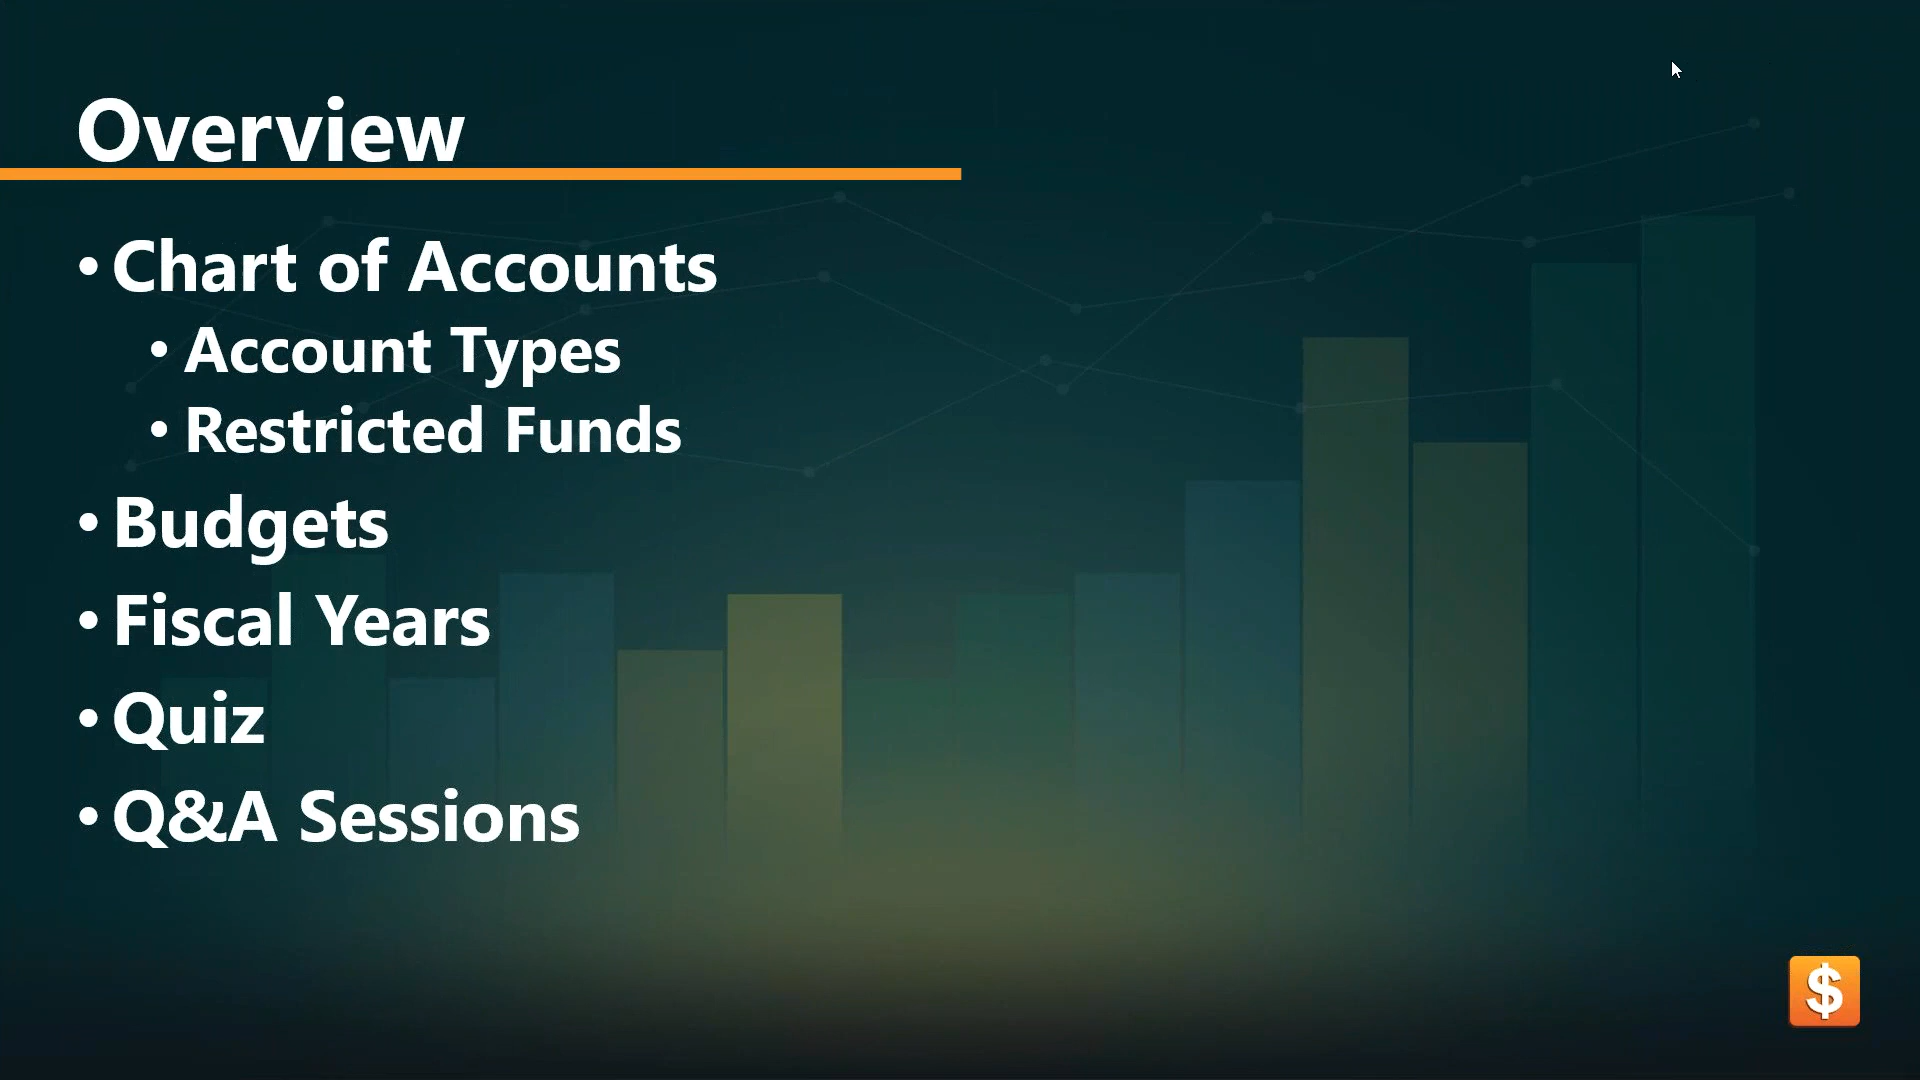 Overview
• Chart of Accounts
• Account Types
• Restricted Funds
• Budgets
• Fiscal Years
• Quiz
• Q&A Sessions
$